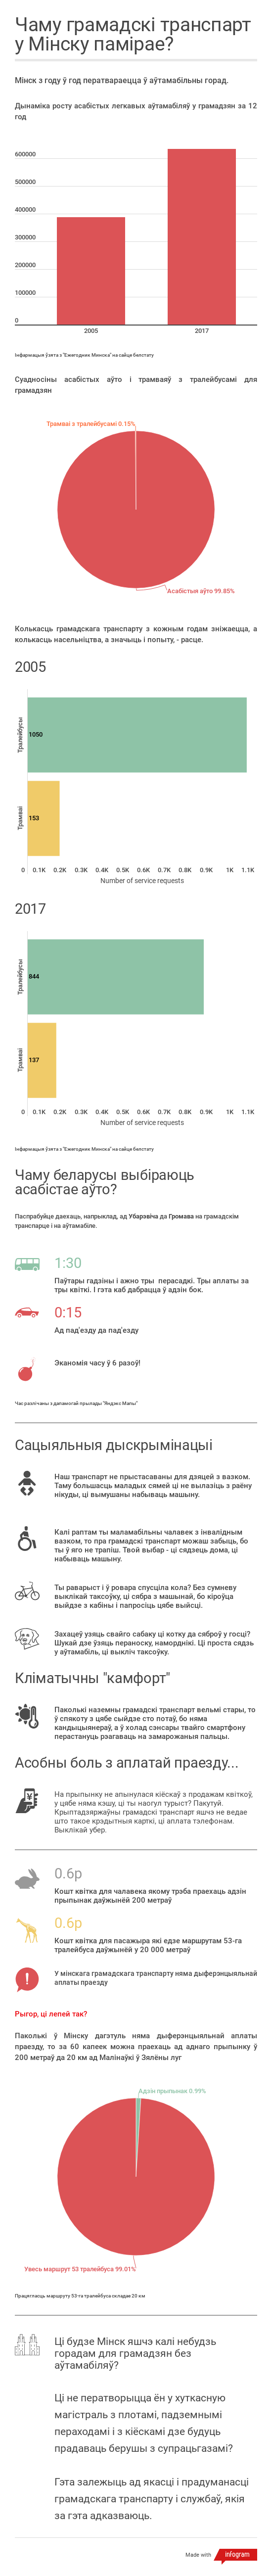 Чаму грамадскі транспарт
у Мінску памірае?
Мінск з году ў год ператвараецца ў аўтамабільны горад.
Дынаміка росту асабістых легкавых аўтамабіляў у грамадзян за 12
год
600000
500000
400000
300000
200000
100000
0
2005
2017
Інфармацыя ўзята з "Ежегодник Минска" на сайце белстату
Суадносіны асабістых аўто і трамваяў з тралейбусамі для
грамадзян
Трамваі з тралейбусамі 0.15%
Асабістыя аўто 99.85%
Колькасць грамадскага транспарту з кожным годам зніжаецца, а
колькасць насельніцтва, а значыць і попыту, - расце.
2005
Тралейбусы
1050
Трамваі
153
0 0.1K 0.2K 0.3K 0.4K 0.5K 0.6K 0.7K 0.8K 0.9K 1K 1.1K
Number of service requests
2017
Тралейбусы
844
Трамваі
137
0 0.1K 0.2K 0.3K 0.4K 0.5K 0.6K 0.7K 0.8K 0.9K 1K 1.1K
Number of service requests
Інфармацыя ўзята з "Ежегодник Минска" на сайце белстату
Чаму беларусы выбіраюць
асабістае аўто?
Паспрабуйце даехаць, напрыклад, ад Убарэвіча да Громава на грамадскім
транспарце і на аўтамабіле.
1:30
Паўтары гадзіны і ажно тры перасадкі. Тры аплаты за
тры квіткі. І гэта каб дабрацца ў адзін бок.
0:15
Ад пад'езду да пад'езду
Эканомія часу ў 6 разоў!
Час разлічаны з дапамогай прылады "Яндэкс Мапы"
Сацыяльныя дыскрымінацыі
Наш транспарт не прыстасаваны для дзяцей з вазком.
Таму большасць маладых сямей ці не вылазіць з раёну
нікуды, ці вымушаны набываць машыну.
Калі раптам ты маламабільны чалавек з інвалідным
вазком, то пра грамадскі транспарт можаш забыць, бо
ты ў яго не трапіш. Твой выбар - ці сядзець дома, ці
набываць машыну.
Ты раварыст і ў ровара спусціла кола? Без сумневу
выклікай таксоўку, ці сябра з машынай, бо кіроўца
выйдзе з кабіны і папросіць цябе выйсці.
Захацеў узяць свайго сабаку ці котку да сяброў у госці?
Шукай дзе ўзяць пераноску, наморднікі. Ці проста сядзь
у аўтамабіль, ці выкліч таксоўку.
Кліматычны "камфорт"
Паколькі наземны грамадскі транспарт вельмі стары, то
ў спякоту з цябе сыйдзе сто потаў, бо няма
кандыцыянераў, а ў холад сэнсары твайго смартфону
перастануць рэагаваць на замарожаныя пальцы.
Асобны боль з аплатай праезду...
На прыпынку не апынулася кіёскаў з продажам квіткоў,
у цябе няма кэшу, ці ты наогул турыст? Пакутуй.
Крыптадзяржаўны грамадскі транспарт яшчэ не ведае
што такое крэдытныя карткі, ці аплата тэлефонам.
Выклікай убер.
0.6р
Кошт квітка для чалавека якому трэба праехаць адзін
прыпынак даўжынёй 200 метраў
0.6р
Кошт квітка для пасажыра які едзе маршрутам 53-га
тралейбуса даўжынёй у 20 000 метраў
У мінскага грамадскага транспарту няма дыферэнцыяльнай
аплаты праезду
Рыгор, ці лепей так?
Паколькі ў Мінску дагэтуль няма дыферэнцыяльнай аплаты
праезду, то за 60 капеек можна праехаць ад аднаго прыпынку ў
200 метраў да 20 км ад Малінаўкі ў Зялёны луг
Адзін прыпынак 0.99%
Увесь маршрут 53 тралейбуса 99.01%
Працягласць маршруту 53 га тралейбуса складае 20 км
Ці будзе Мінск яшчэ калі небудзь
горадам для грамадзян без
аўтамабіляў?
Ці не ператворыцца ён у хуткасную
магістраль з плотамі, падземнымі
пераходамі і з кіёскамі дзе будуць
прадаваць берушы з супрацьгазамі?
Гэта залежыць ад якасці і прадуманасці
грамадскага транспарту і службаў, якія
за гэта адказваюць.
Made with infogram